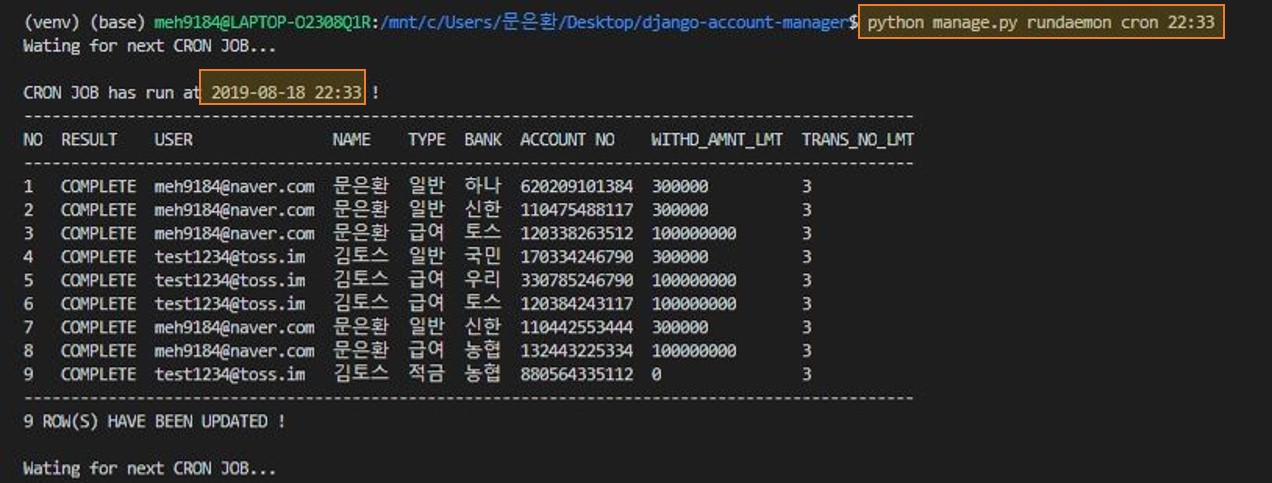 (venv) (base) meh9184@LAPTOP-O2308Q1R:/mnt/c/Users/문은환/Desktop/django-account-manager$ python manage.py rundaemon cron 22:33
Wating for next CRON JOB...
CRON JOB has run at 2019-08-18 22:33 !
-----------------------------------------------------------------------------------------------
NO RESULT USER NAME TYPE BANK ACCOUNT NO WITHD_AMNT_LMT TRANS_NO_LMT
-----------------------------------------------------------------------------------------------
1 COMPLETE meh9184@naver.com 문은환 일반 하나 620209101384 300000 3
2 COMPLETE meh9184@naver.com 문은환 일반 신한 110475488117 300000 3
3 COMPLETE meh9184@naver.com 문은환 급여 토스 120338263512 100000000 3
4 COMPLETE test1234@toss.im 김토스 일반 국민 170334246790 300000 3
5 COMPLETE test1234@toss.im 김토스 급여 우리 330785246790 100000000 3
6 COMPLETE test1234@toss.im 김토스 급여 토스 120384243117 100000000 3
7 COMPLETE meh9184@naver.com 문은환 일반 신한 110442553444 300000 3
8 COMPLETE meh9184@naver.com 문은환 급여 농협 132443225334 100000000 3
9 COMPLETE test1234@toss.im 김토스 적금 농협 880564335112 0 3
-----------------------------------------------------------------------------------------------
9 ROW(S) HAVE BEEN UPDATED !
Wating for next CRON JOB...